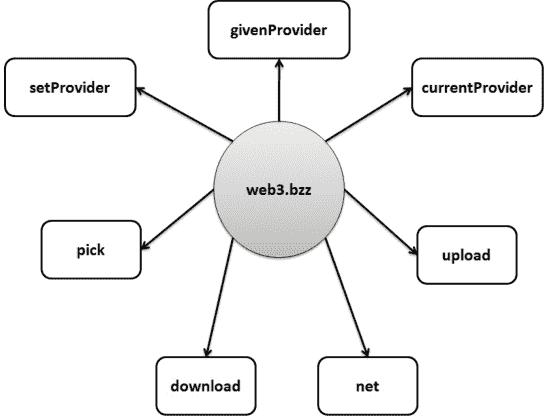 givenProvider
setProvider
currentProvider
web3.bzz
pick
upload
download
net